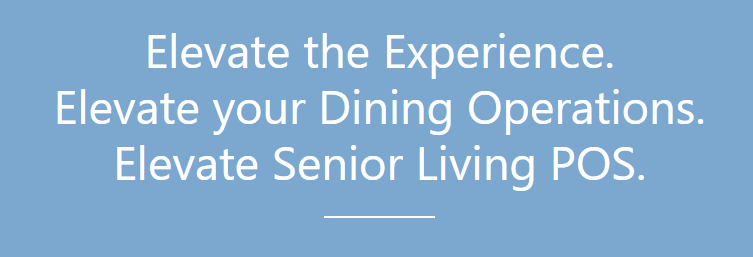 Elevate the Experience.
Elevate your Dining Operations.
Elevate Senior Living POS.